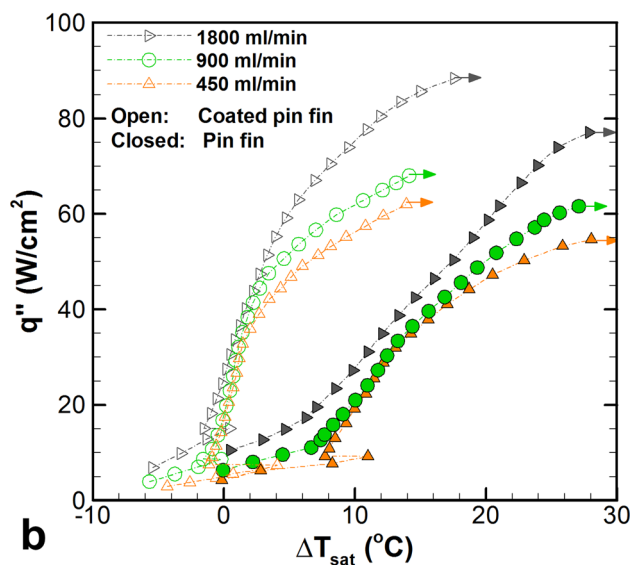 1800 ml/min
900 ml/min
450 ml/min
Open: Coated pin fin
Closed: Pin fin
q" (W/cm²)
100
80
60
40
20
0
-10
0
10
20
30
ΔTsat (°C)
b